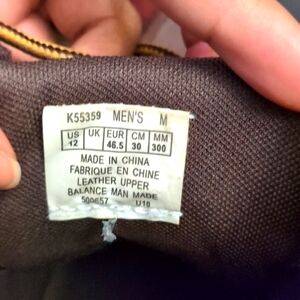 K55359 MEN'S M
US UK EUR CM MM
12 46.5 30 300
MADE IN CHINA
FABRIQUE EN CHINE
LEATHER UPPER
BALANCE MAN MADE
500657 U10